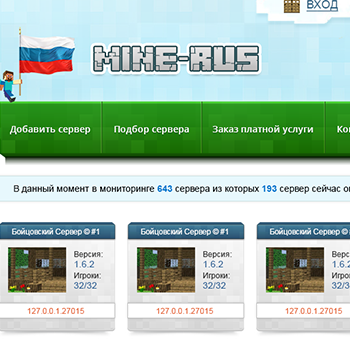 ВХОД
MINE-RUS
Добавить сервер Подбор сервера Заказ платной услуги Ко
В данный момент в мониторинге 643 сервера из которых 193 сервер сейчас о
Бойцовский Сервер © #1 Бойцовский Сервер © #1 Бойцовский Сервер ©
Версия: Версия: Верси
1.6.2 1.6.2 1.6.2
Игроки: Игроки: Игрок
32/32 32/32 32/3
127.0.0.1.27015 127.0.0.1.27015 127.0.0.1.27015